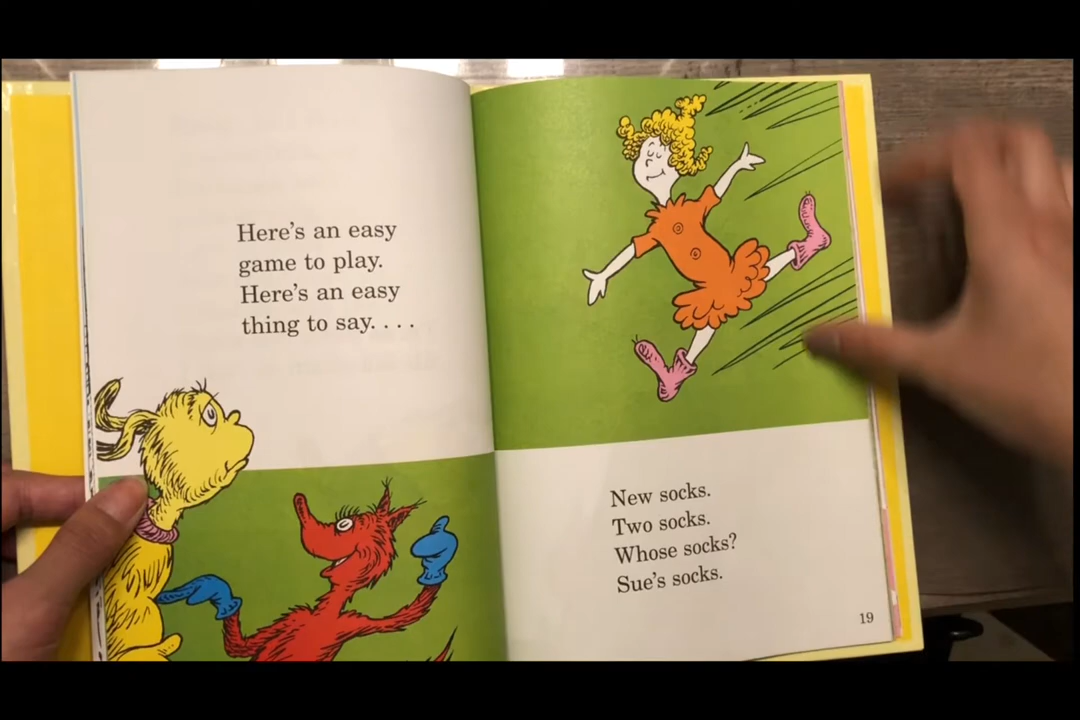 Here's an easy
game to play.
Here's an easy
thing to say. . . .
New socks.
Two socks.
Whose socks?
Sue's socks.
19